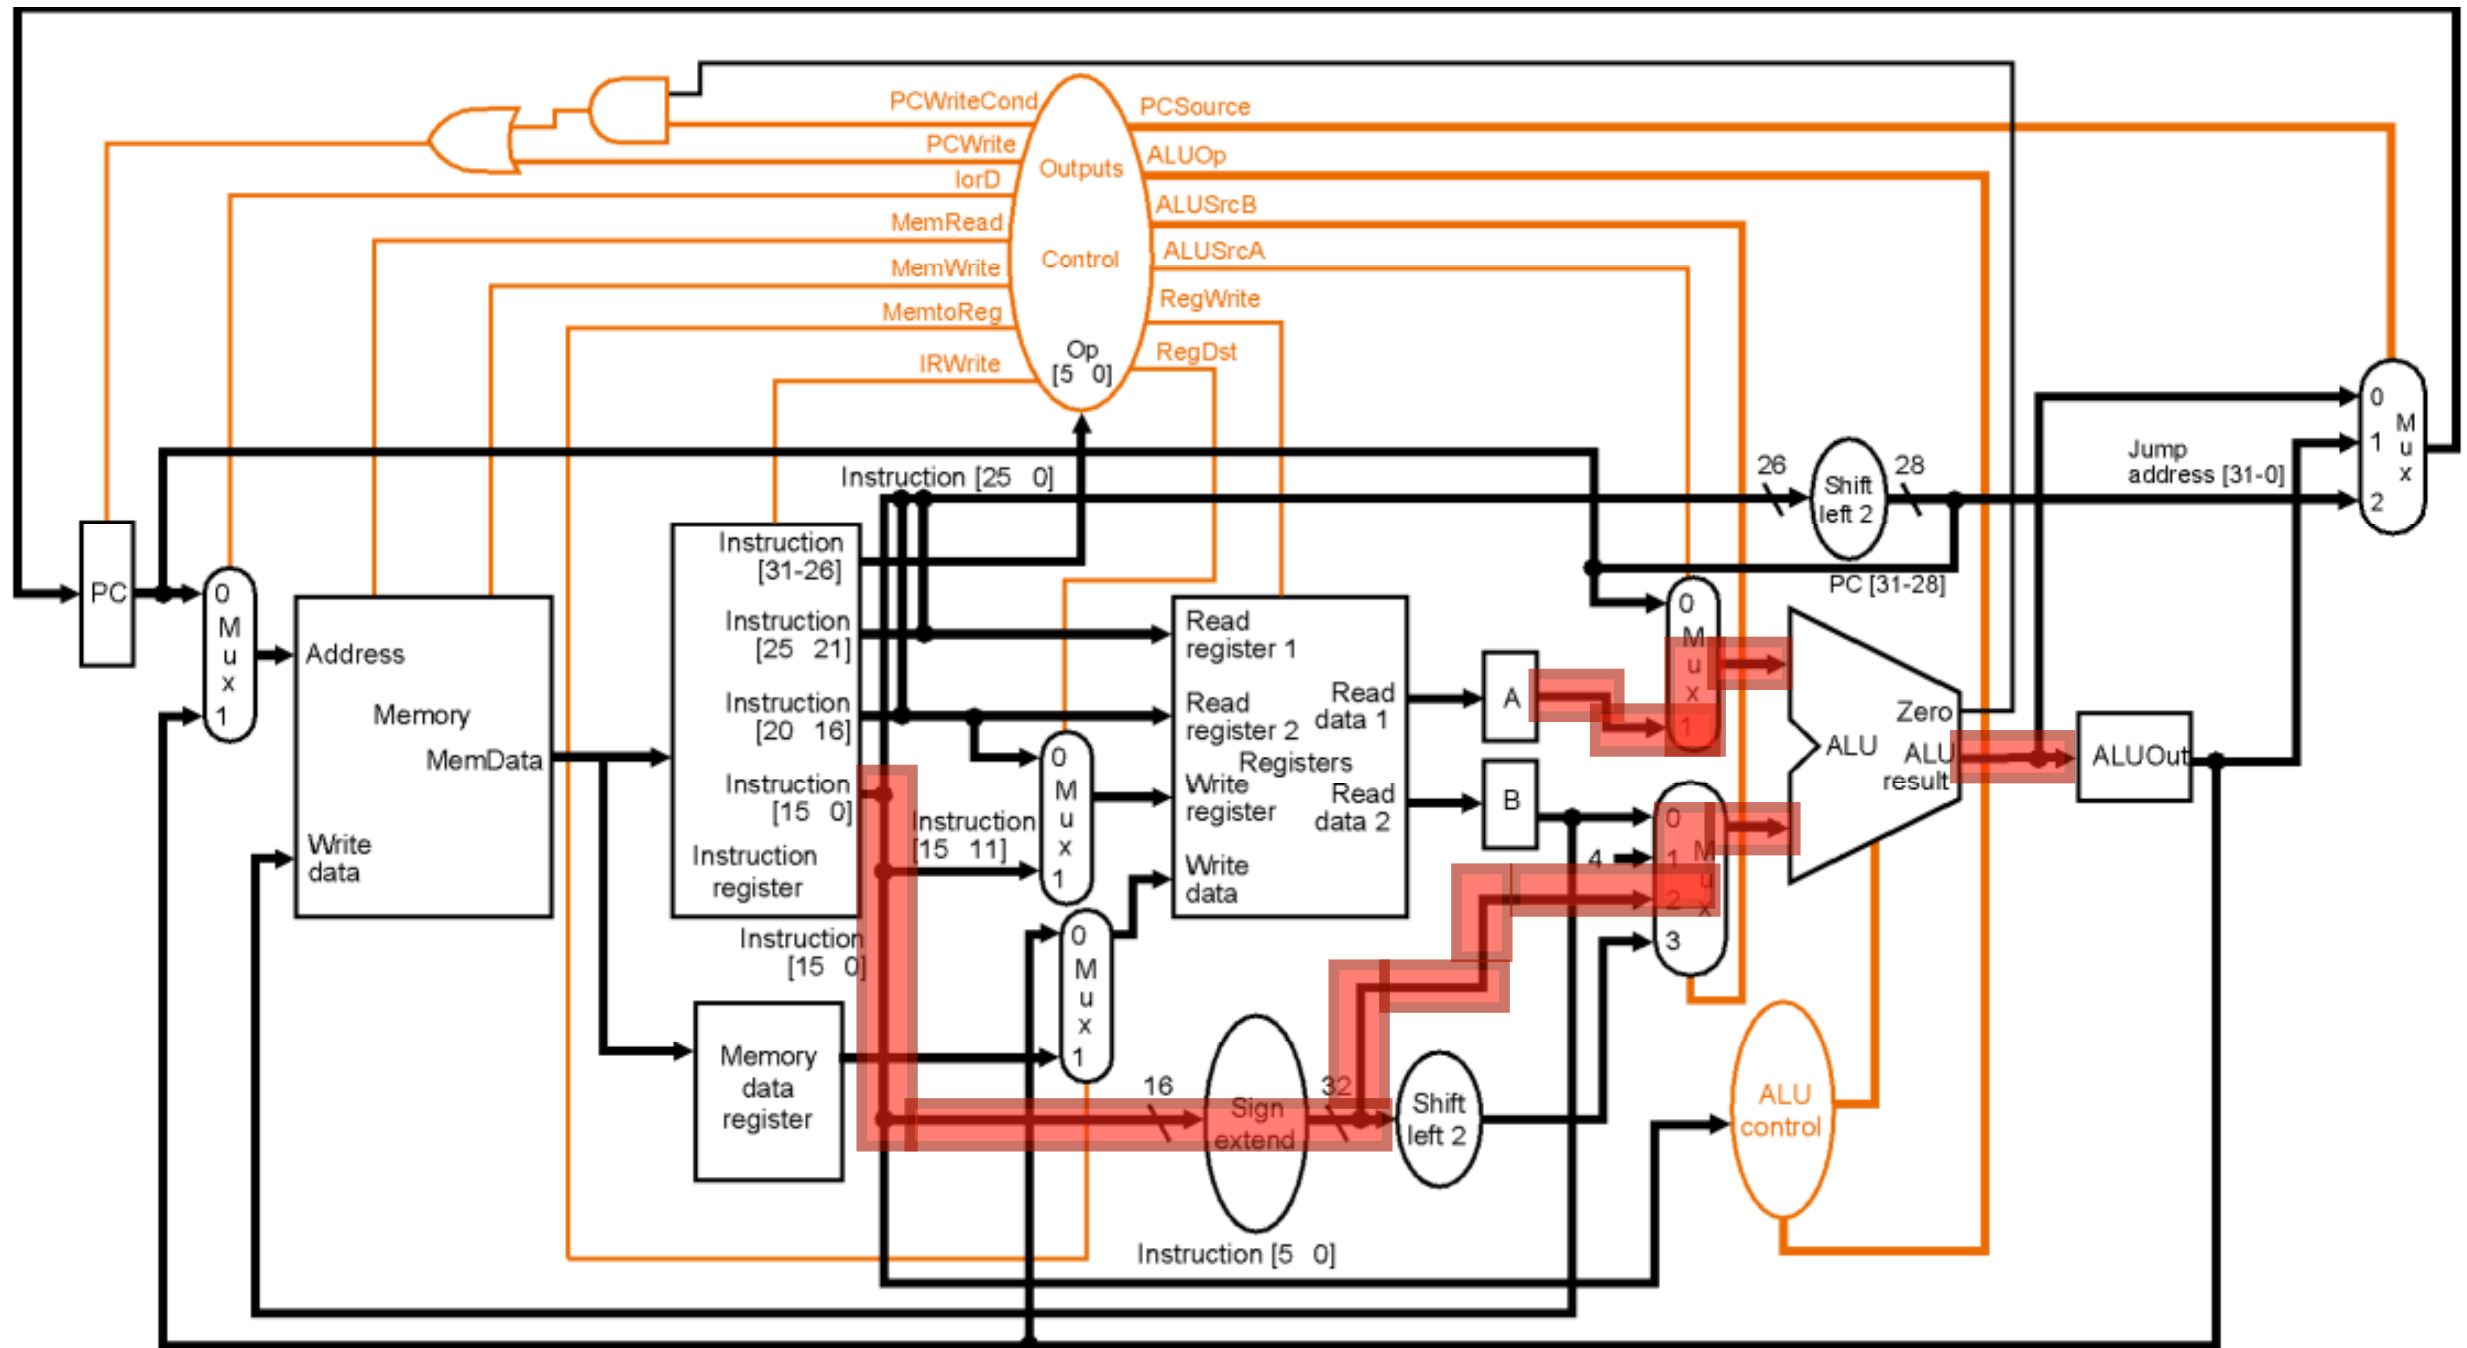 PCWriteCond
PCWrite
IorD
MemRead
MemWrite
MemtoReg
IRWrite
Outputs
Control
Op
[5 0]
PCSource
ALUOp
ALUSrcB
ALUSrcA
RegWrite
RegDst
PC
0
M
u
x
1
Address
Memory
MemData
Write
data
Instruction [25 0]
Instruction
[31-26]
Instruction
[25 21]
Instruction
[20 16]
Instruction
[15 0]
Instruction
register
Instruction
[15 0]
Memory
data
register
Instruction
[15 11]
0
M
u
x
1
0
M
u
x
1
16
Sign
extend
32
Shift
left 2
Instruction [5 0]
Read
register 1
Read
register 2
Registers
Write
register
Write
data
Read
data 1
Read
data 2
A
B
4
0
M
u
x
1
0
1
M
u
2
x
3
26
Shift
left 2
28
PC [31-28]
Jump
address [31-0]
Zero
ALU
ALU
result
ALUOut
ALU
control
0
M
1
u
x
2